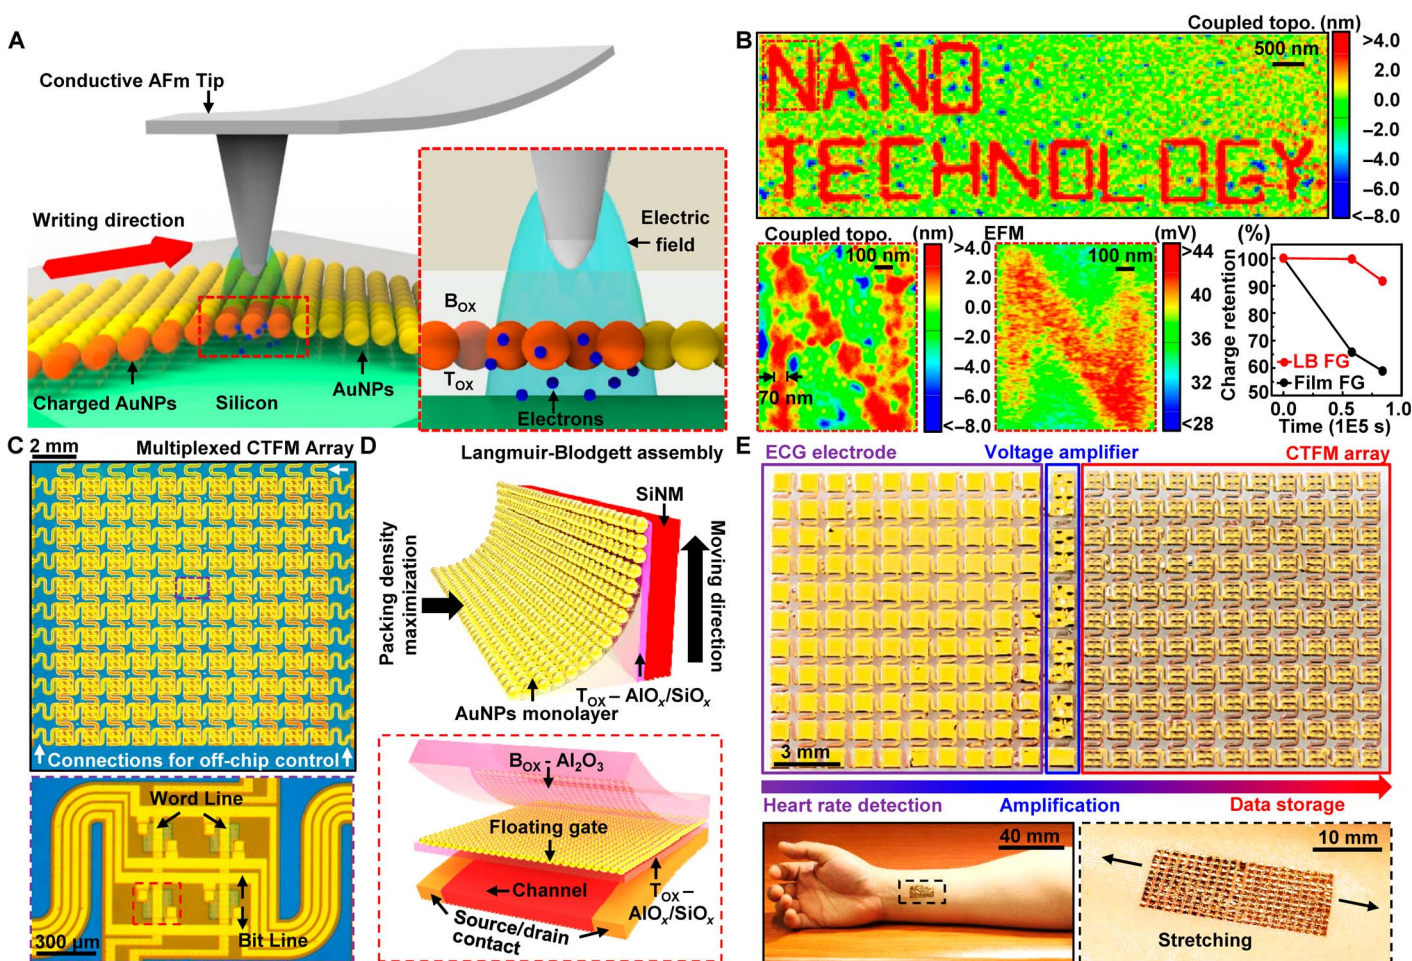 A
Conductive AFm Tip
Writing direction
Charged AuNPs
Silicon
AuNPs
Electric
field
BOX
TOX
Electrons
B
Coupled topo. (nm)
500 nm
NANO
TECHNOLOGY
>4.0
2.0
0.0
−2.0
−4.0
−6.0
<−8.0
Coupled topo. (nm)
100 nm
70 nm
>4.0
2.0
0.0
−2.0
−4.0
−6.0
<−8.0
EFM (mV)
100 nm
>44
40
36
32
<28
(%)
Charge retention
100
90
80
70
60
50
LB FG
Film FG
0.0 0.5 1.0
Time (1E5 s)
C
2 mm
Multiplexed CTFM Array
Connections for off-chip control
Word Line
Bit Line
300 µm
D
Langmuir-Blodgett assembly
SiNM
Packing density
maximization
Moving direction
TOX – AlOx/SiOx
AuNPs monolayer
BOX - Al2O3
Floating gate
Channel
TOX –
AlOx/SiOx
Source/drain
contact
E
ECG electrode
Voltage amplifier
CTFM array
3 mm
Heart rate detection
Amplification
Data storage
40 mm
10 mm
Stretching